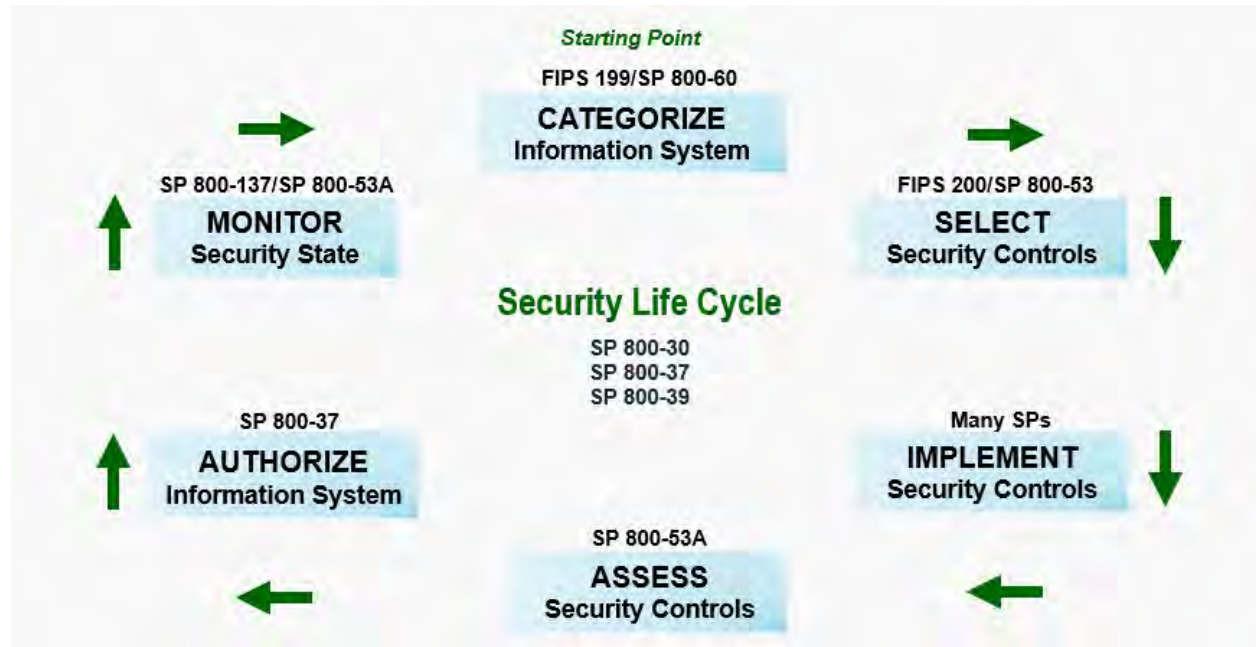 Starting Point
FIPS 199/SP 800-60
CATEGORIZE
Information System
SP 800-137/SP 800-53A
MONITOR
Security State
FIPS 200/SP 800-53
SELECT
Security Controls
Security Life Cycle
SP 800-30
SP 800-37
SP 800-39
SP 800-37
AUTHORIZE
Information System
Many SPs
IMPLEMENT
Security Controls
SP 800-53A
ASSESS
Security Controls